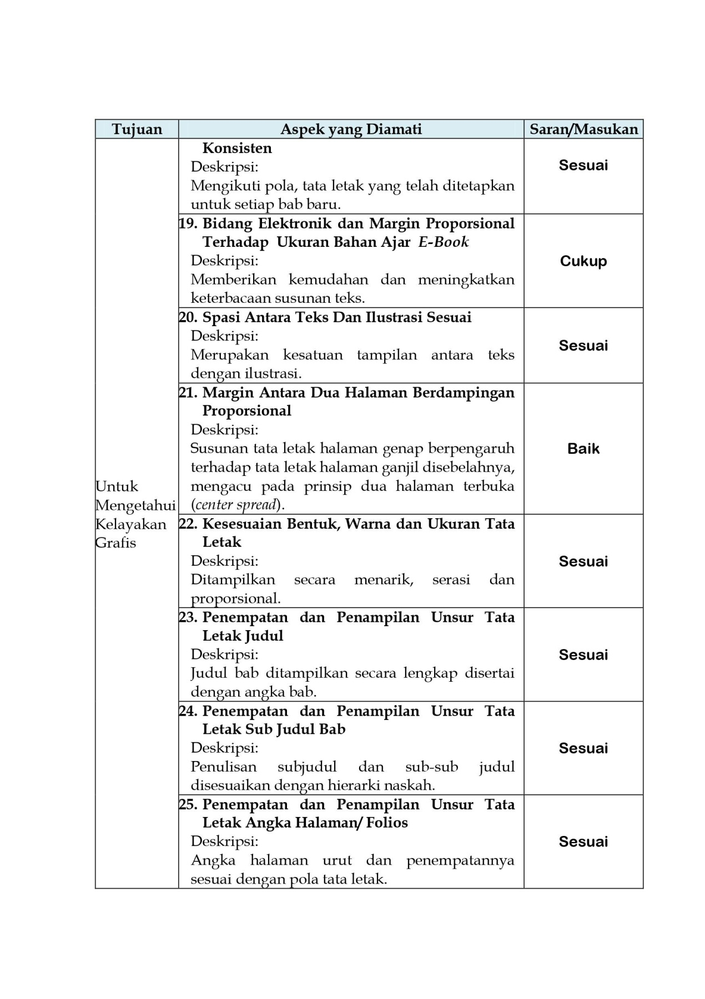 Tujuan Aspek yang Diamati Saran/Masukan
Konsisten
Deskripsi:
Mengikuti pola, tata letak yang telah ditetapkan
untuk setiap bab baru.
Sesuai
19. Bidang Elektronik dan Margin Proporsional
Terhadap Ukuran Bahan Ajar E-Book
Deskripsi:
Memberikan kemudahan dan meningkatkan
keterbacaan susunan teks.
Cukup
20. Spasi Antara Teks Dan Ilustrasi Sesuai
Deskripsi:
Merupakan kesatuan tampilan antara teks
dengan ilustrasi.
Sesuai
21. Margin Antara Dua Halaman Berdampingan
Proporsional
Deskripsi:
Susunan tata letak halaman genap berpengaruh
terhadap tata letak halaman ganjil disebelahnya,
mengacu pada prinsip dua halaman terbuka
(center spread).
Baik
Untuk
Mengetahui
Kelayakan
Grafis
22. Kesesuaian Bentuk, Warna dan Ukuran Tata
Letak
Deskripsi:
Ditampilkan secara menarik, serasi dan
proporsional.
Sesuai
23. Penempatan dan Penampilan Unsur Tata
Letak Judul
Deskripsi:
Judul bab ditampilkan secara lengkap disertai
dengan angka bab.
Sesuai
24. Penempatan dan Penampilan Unsur Tata
Letak Sub Judul Bab
Deskripsi:
Penulisan subjudul dan sub-sub judul
disesuaikan dengan hierarki naskah.
Sesuai
25. Penempatan dan Penampilan Unsur Tata
Letak Angka Halaman/ Folios
Deskripsi:
Angka halaman urut dan penempatannya
sesuai dengan pola tata letak.
Sesuai